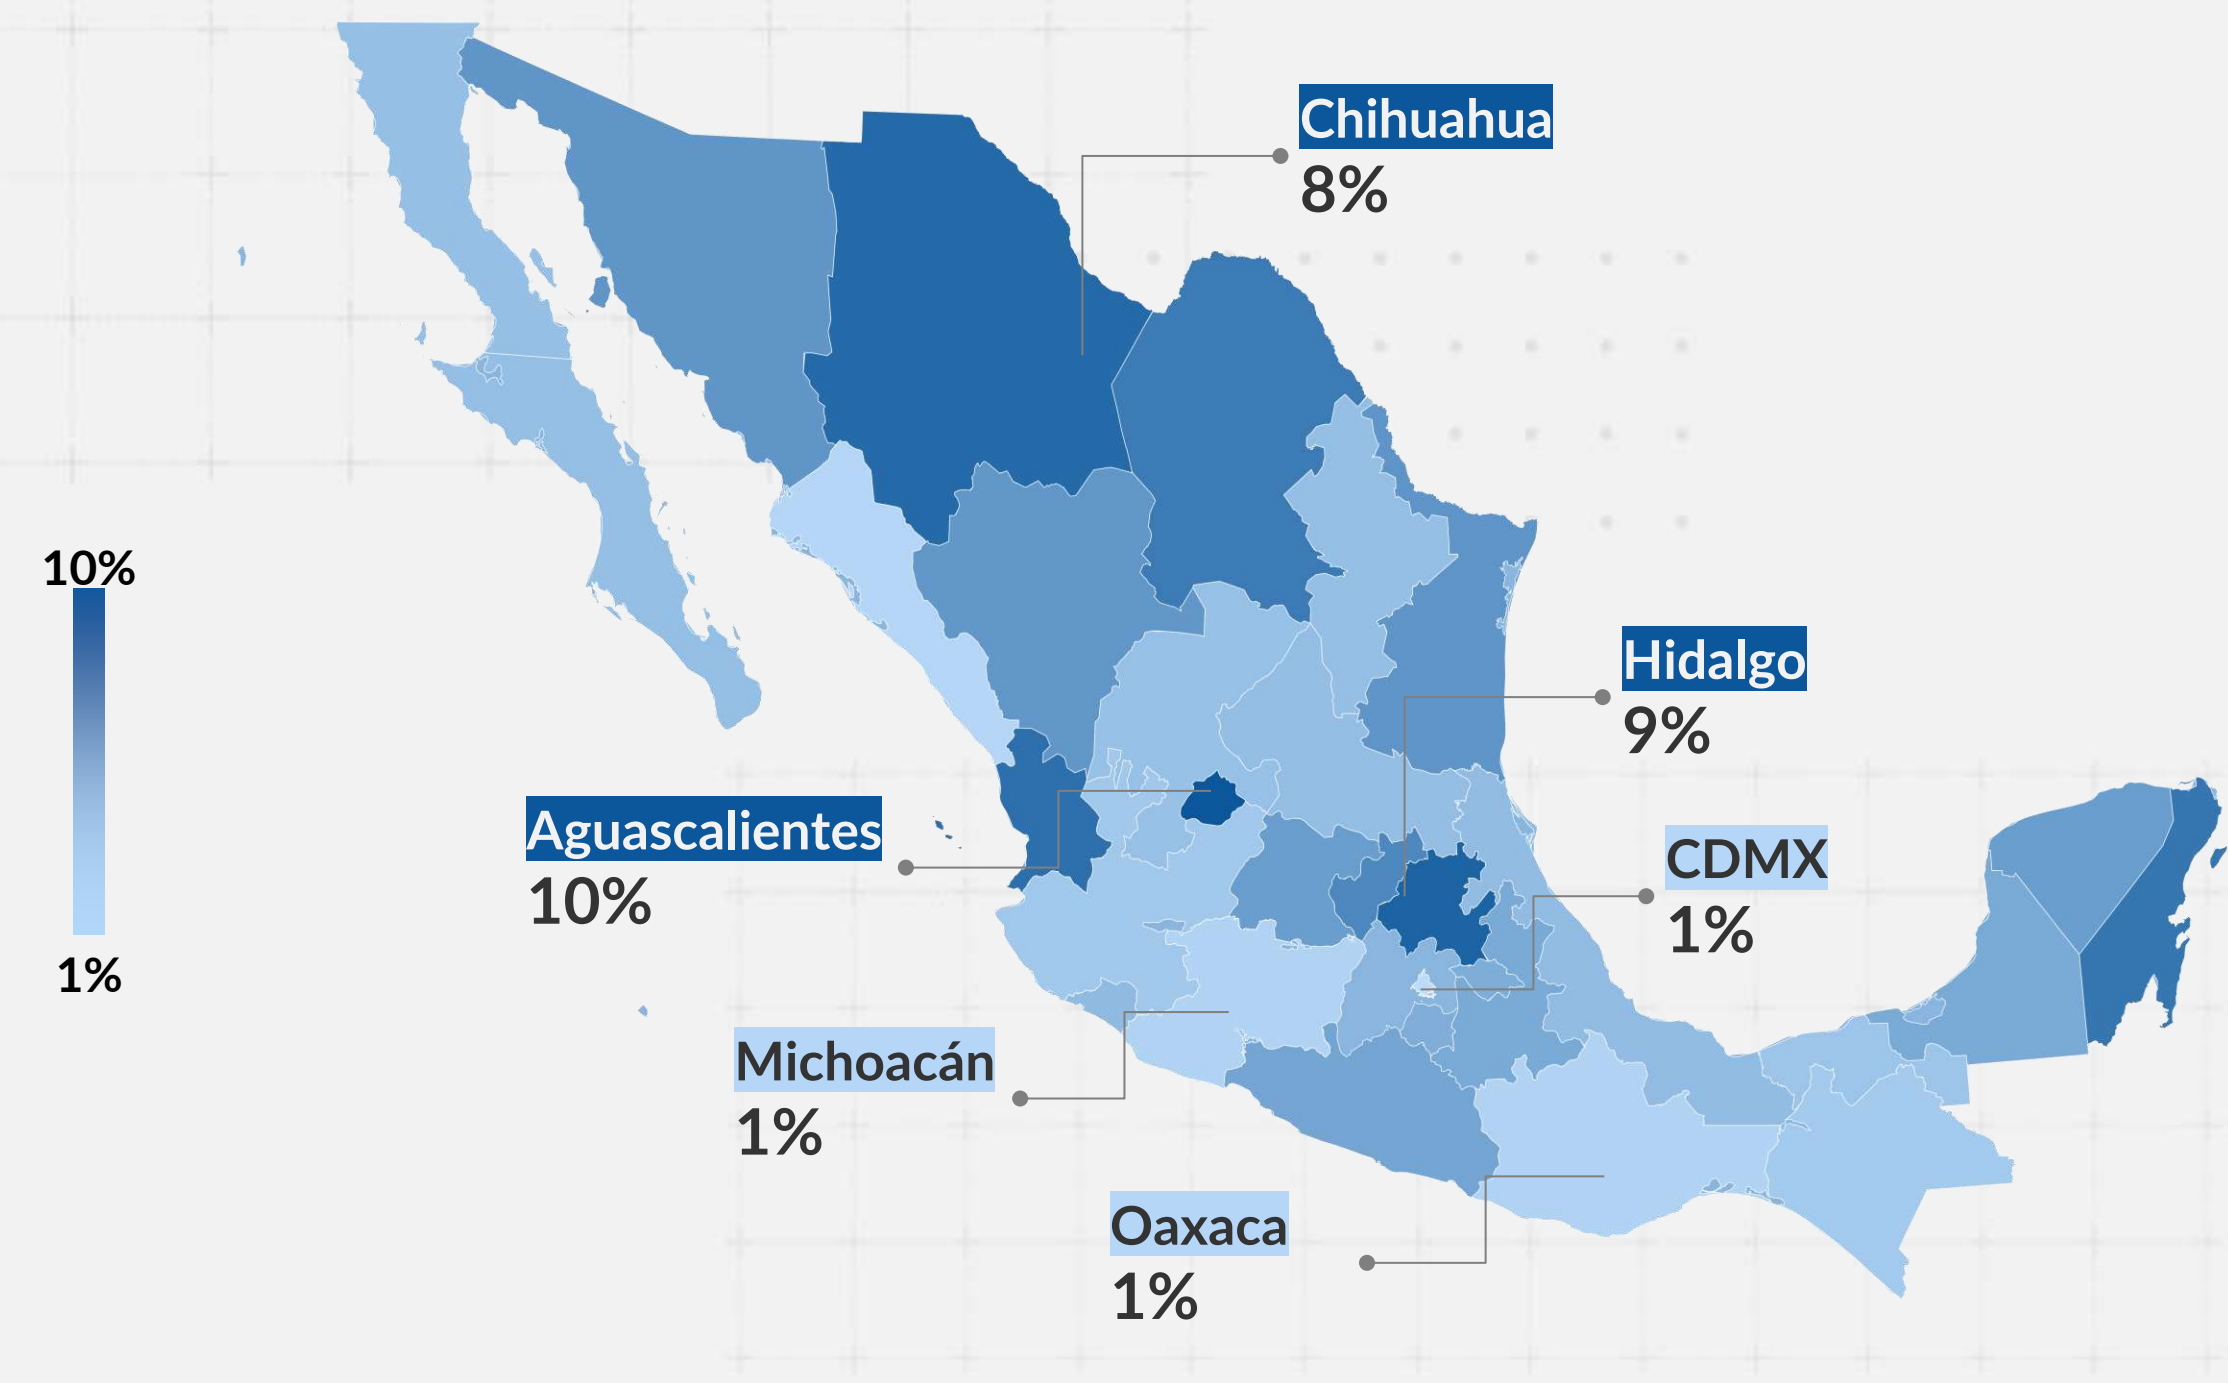 Chihuahua
8%
10%
1%
Hidalgo
9%
Aguascalientes
10%
CDMX
1%
Michoacán
1%
Oaxaca
1%